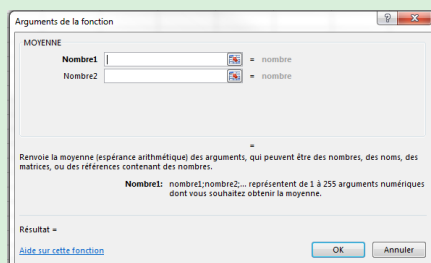 Arguments de la fonction
MOYENNE
Nombre1 = nombre
Nombre2 = nombre
=
Renvoie la moyenne (espérance arithmétique) des arguments, qui peuvent être des nombres, des noms, des
matrices, ou des références contenant des nombres.
Nombre1: nombre1;nombre2;... représentent de 1 à 255 arguments numériques
dont vous souhaitez obtenir la moyenne.
Résultat =
Aide sur cette fonction
OK
Annuler